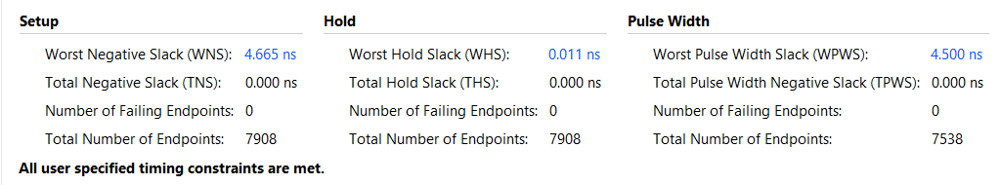 Setup
Worst Negative Slack (WNS): 4.665 ns
Total Negative Slack (TNS): 0.000 ns
Number of Failing Endpoints: 0
Total Number of Endpoints: 7908
Hold
Worst Hold Slack (WHS): 0.011 ns
Total Hold Slack (THS): 0.000 ns
Number of Failing Endpoints: 0
Total Number of Endpoints: 7908
Pulse Width
Worst Pulse Width Slack (WPWS): 4.500 ns
Total Pulse Width Negative Slack (TPWS): 0.000 ns
Number of Failing Endpoints: 0
Total Number of Endpoints: 7538
All user specified timing constraints are met.